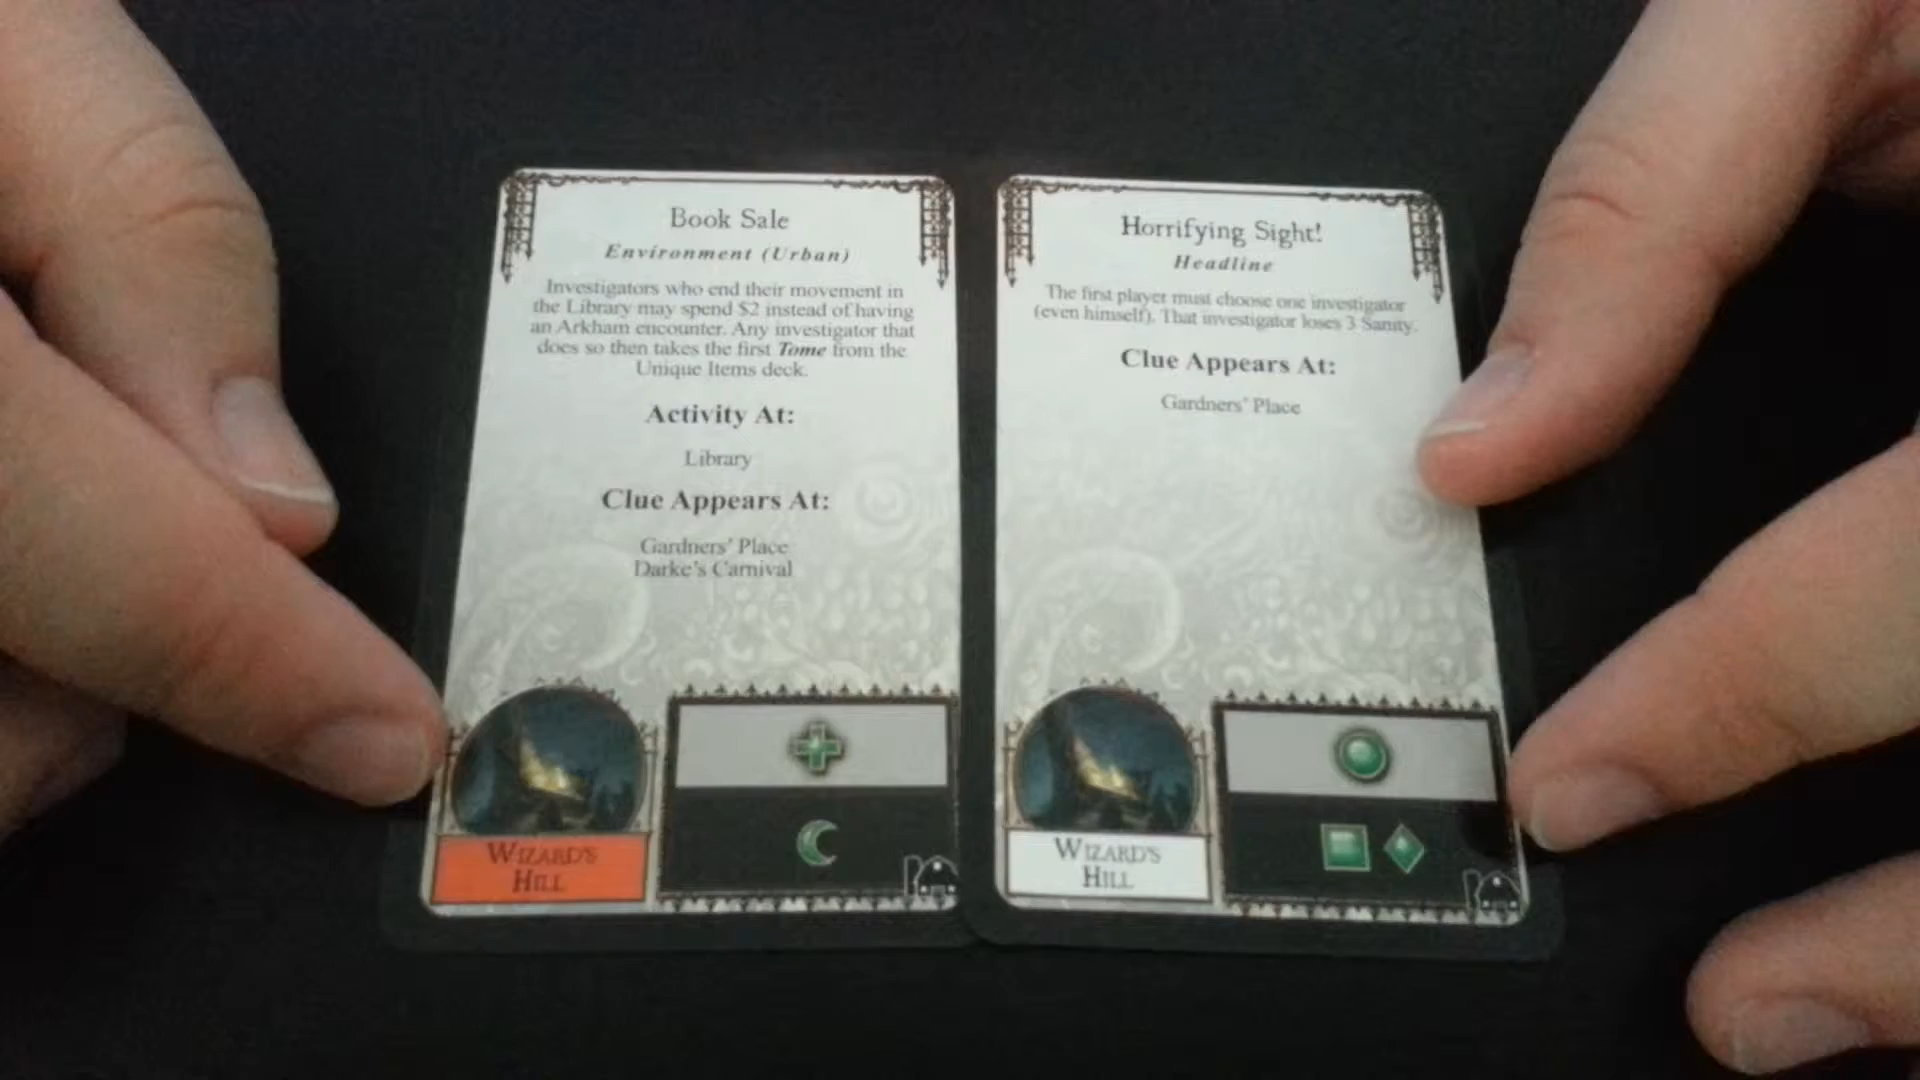 Book Sale
Environment (Urban)
Investigators who end their movement in
the Library may spend $2 instead of having
an Arkham encounter. Any investigator that
does so then takes the first Tome from the
Unique Items deck.
Activity At:
Library
Clue Appears At:
Gardners' Place
Darke's Carnival
WIZARD'S
HILL
Horrifying Sight!
Headline
The first player must choose one investigator
(even himself). That investigator loses 3 Sanity.
Clue Appears At:
Gardners' Place
WIZARD'S
HILL